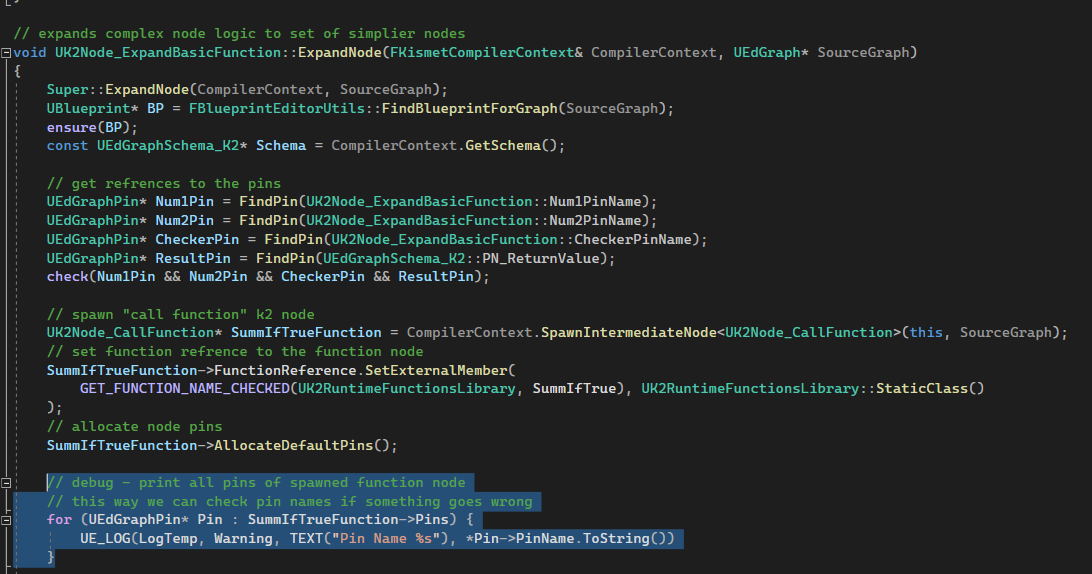 // expands complex node logic to set of simplier nodes
void UK2Node_ExpandBasicFunction::ExpandNode(FKismetCompilerContext& CompilerContext, UEdGraph* SourceGraph)
{
Super::ExpandNode(CompilerContext, SourceGraph);
UBlueprint* BP = FBlueprintEditorUtils::FindBlueprintForGraph(SourceGraph);
ensure(BP);
const UEdGraphSchema_K2* Schema = CompilerContext.GetSchema();
// get refrences to the pins
UEdGraphPin* Num1Pin = FindPin(UK2Node_ExpandBasicFunction::Num1PinName);
UEdGraphPin* Num2Pin = FindPin(UK2Node_ExpandBasicFunction::Num2PinName);
UEdGraphPin* CheckerPin = FindPin(UK2Node_ExpandBasicFunction::CheckerPinName);
UEdGraphPin* ResultPin = FindPin(UEdGraphSchema_K2::PN_ReturnValue);
check(Num1Pin && Num2Pin && CheckerPin && ResultPin);
// spawn "call function" k2 node
UK2Node_CallFunction* SummIfTrueFunction = CompilerContext.SpawnIntermediateNode<UK2Node_CallFunction>(this, SourceGraph);
// set function refrence to the function node
SummIfTrueFunction->FunctionReference.SetExternalMember(
GET_FUNCTION_NAME_CHECKED(UK2RuntimeFunctionsLibrary, SummIfTrue), UK2RuntimeFunctionsLibrary::StaticClass()
);
// allocate node pins
SummIfTrueFunction->AllocateDefaultPins();
// debug - print all pins of spawned function node
// this way we can check pin names if something goes wrong
for (UEdGraphPin* Pin : SummIfTrueFunction->Pins) {
UE_LOG(LogTemp, Warning, TEXT("Pin Name %s"), *Pin->PinName.ToString())
}